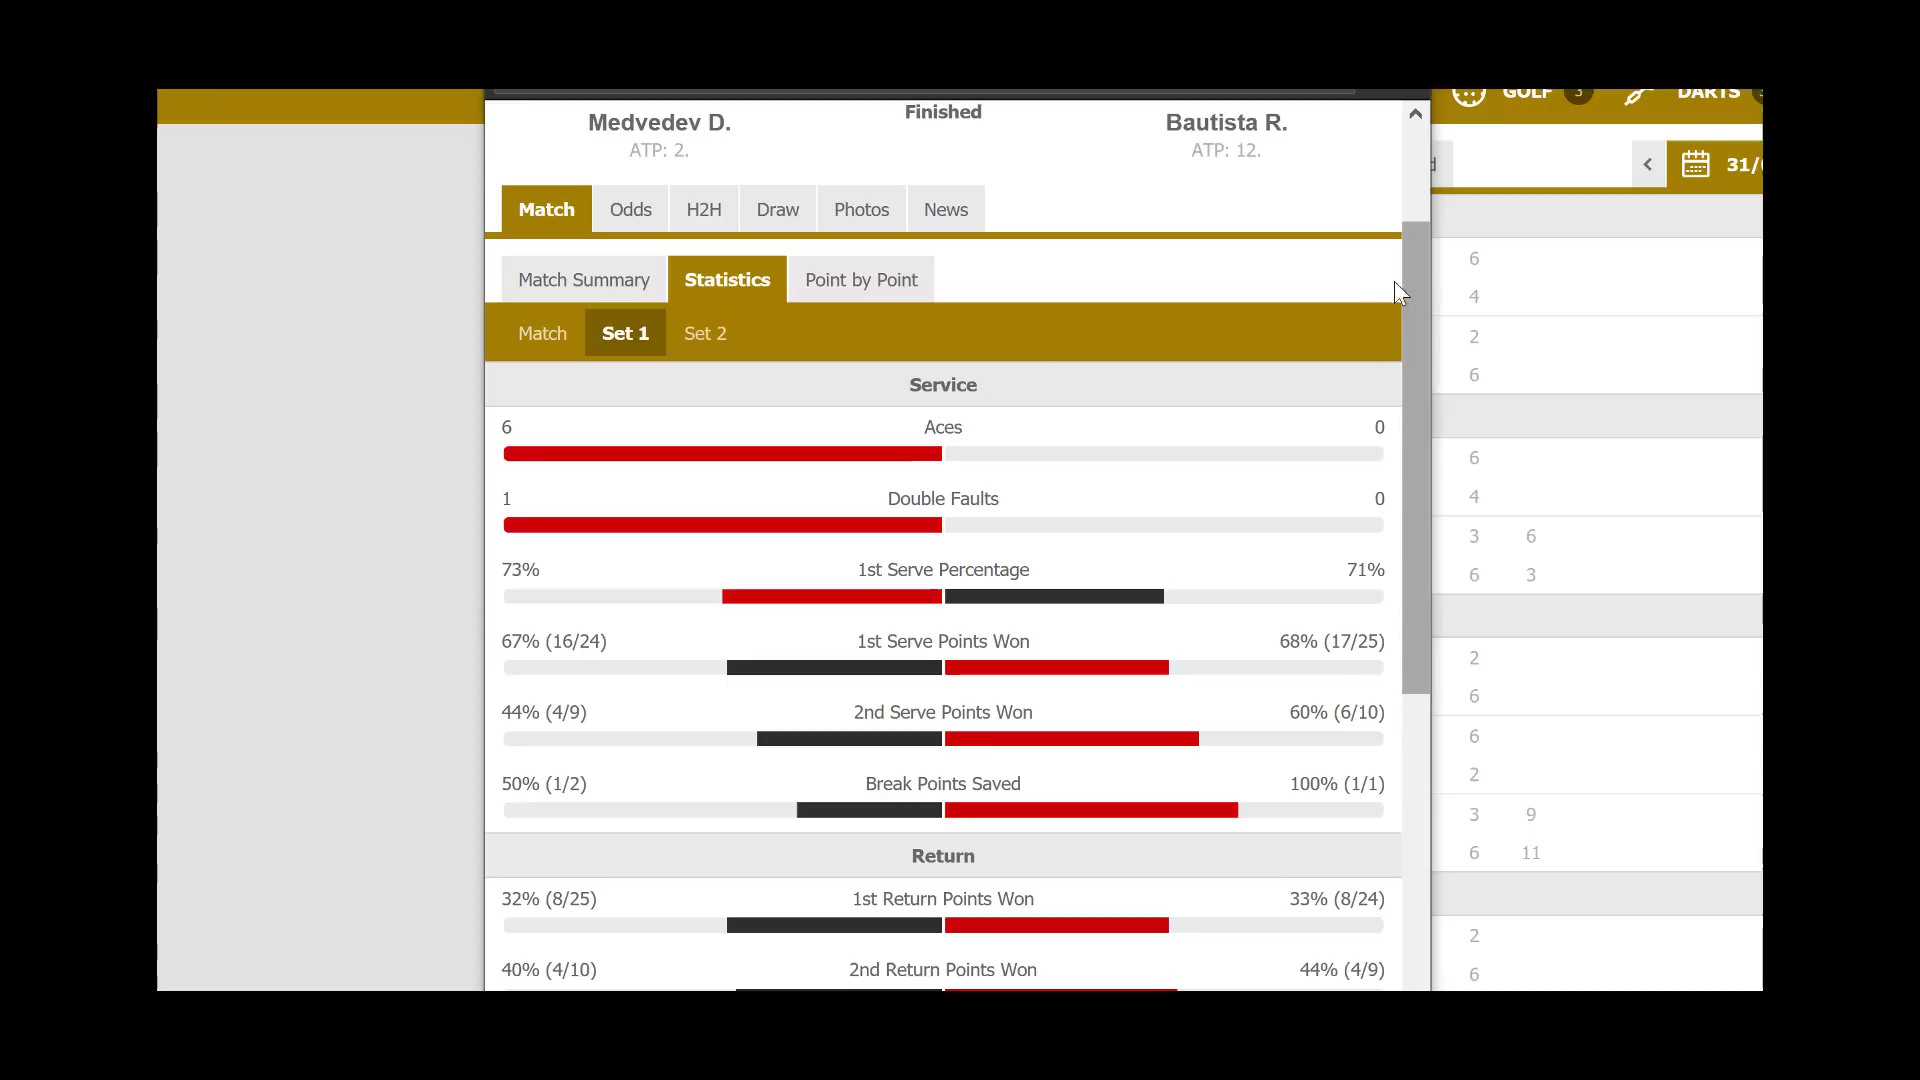 GOLF 3 DARTS
Finished
Medvedev D. Bautista R.
ATP: 2. ATP: 12.
31/
Match Odds H2H Draw Photos News
Match Summary Statistics Point by Point
Match Set 1 Set 2
Service
6 Aces 0
1 Double Faults 0
73% 1st Serve Percentage 71%
67% (16/24) 1st Serve Points Won 68% (17/25)
44% (4/9) 2nd Serve Points Won 60% (6/10)
50% (1/2) Break Points Saved 100% (1/1)
Return
32% (8/25) 1st Return Points Won 33% (8/24)
40% (4/10) 2nd Return Points Won 44% (4/9)
6
4
2
6
6
4
3 6
6 3
2
6
6
2
3 9
6 11
2
6